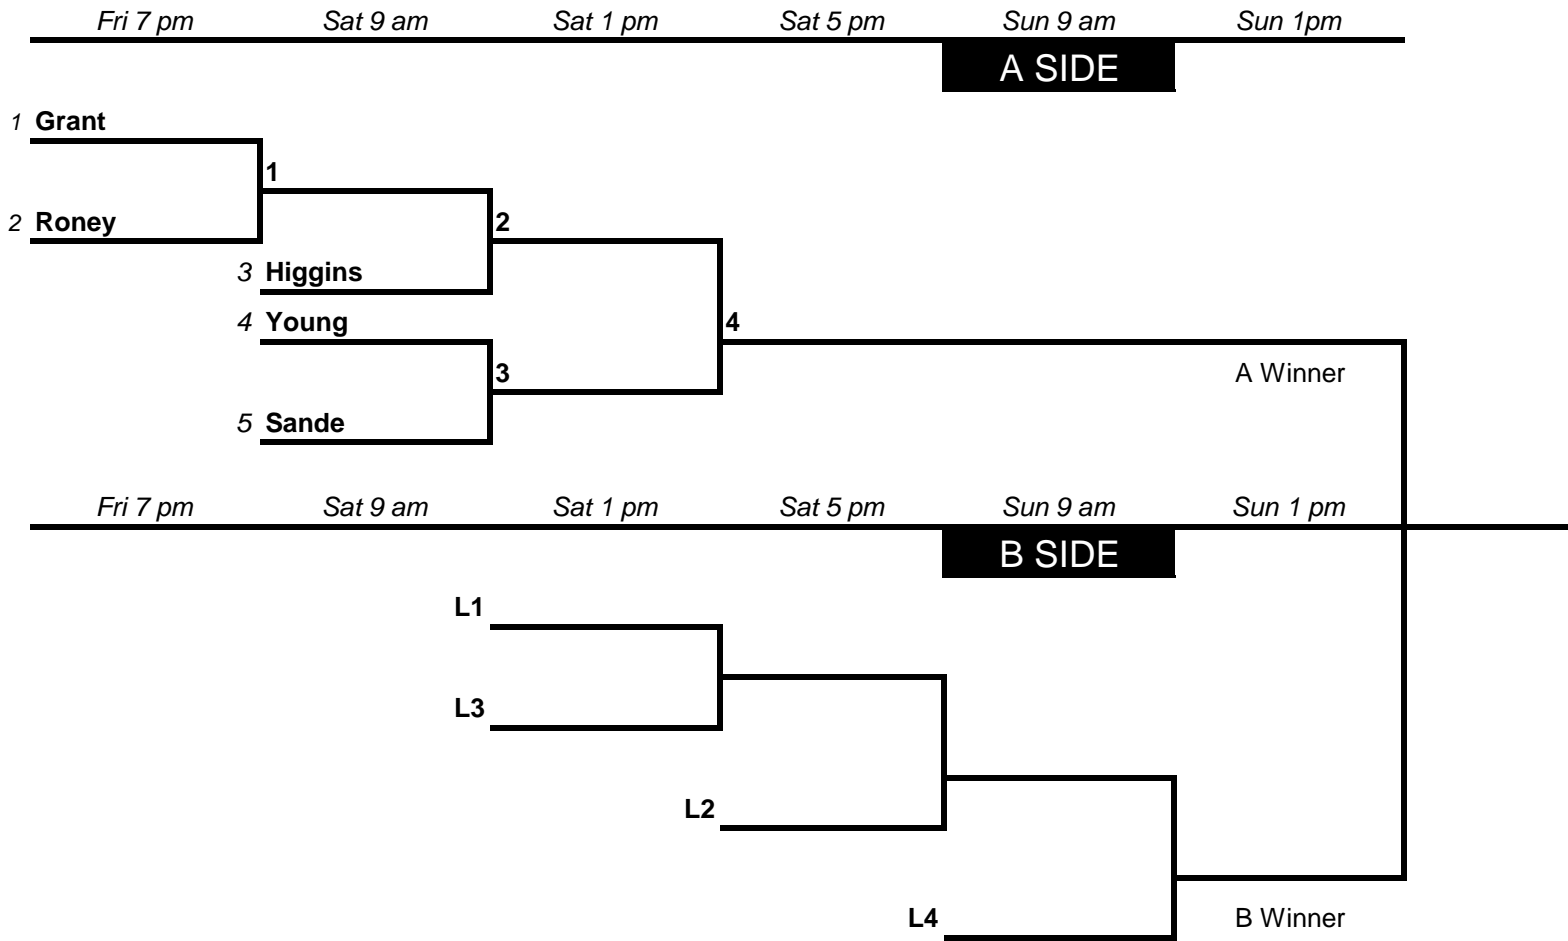 Fri 7 pm Sat 9 am Sat 1 pm Sat 5 pm Sun 9 am Sun 1pm
A SIDE
1 Grant
1
2 Roney
2
3 Higgins
4 Young
4
3
A Winner
5 Sande
Fri 7 pm Sat 9 am Sat 1 pm Sat 5 pm Sun 9 am Sun 1 pm
B SIDE
L1
L3
L2
L4
B Winner